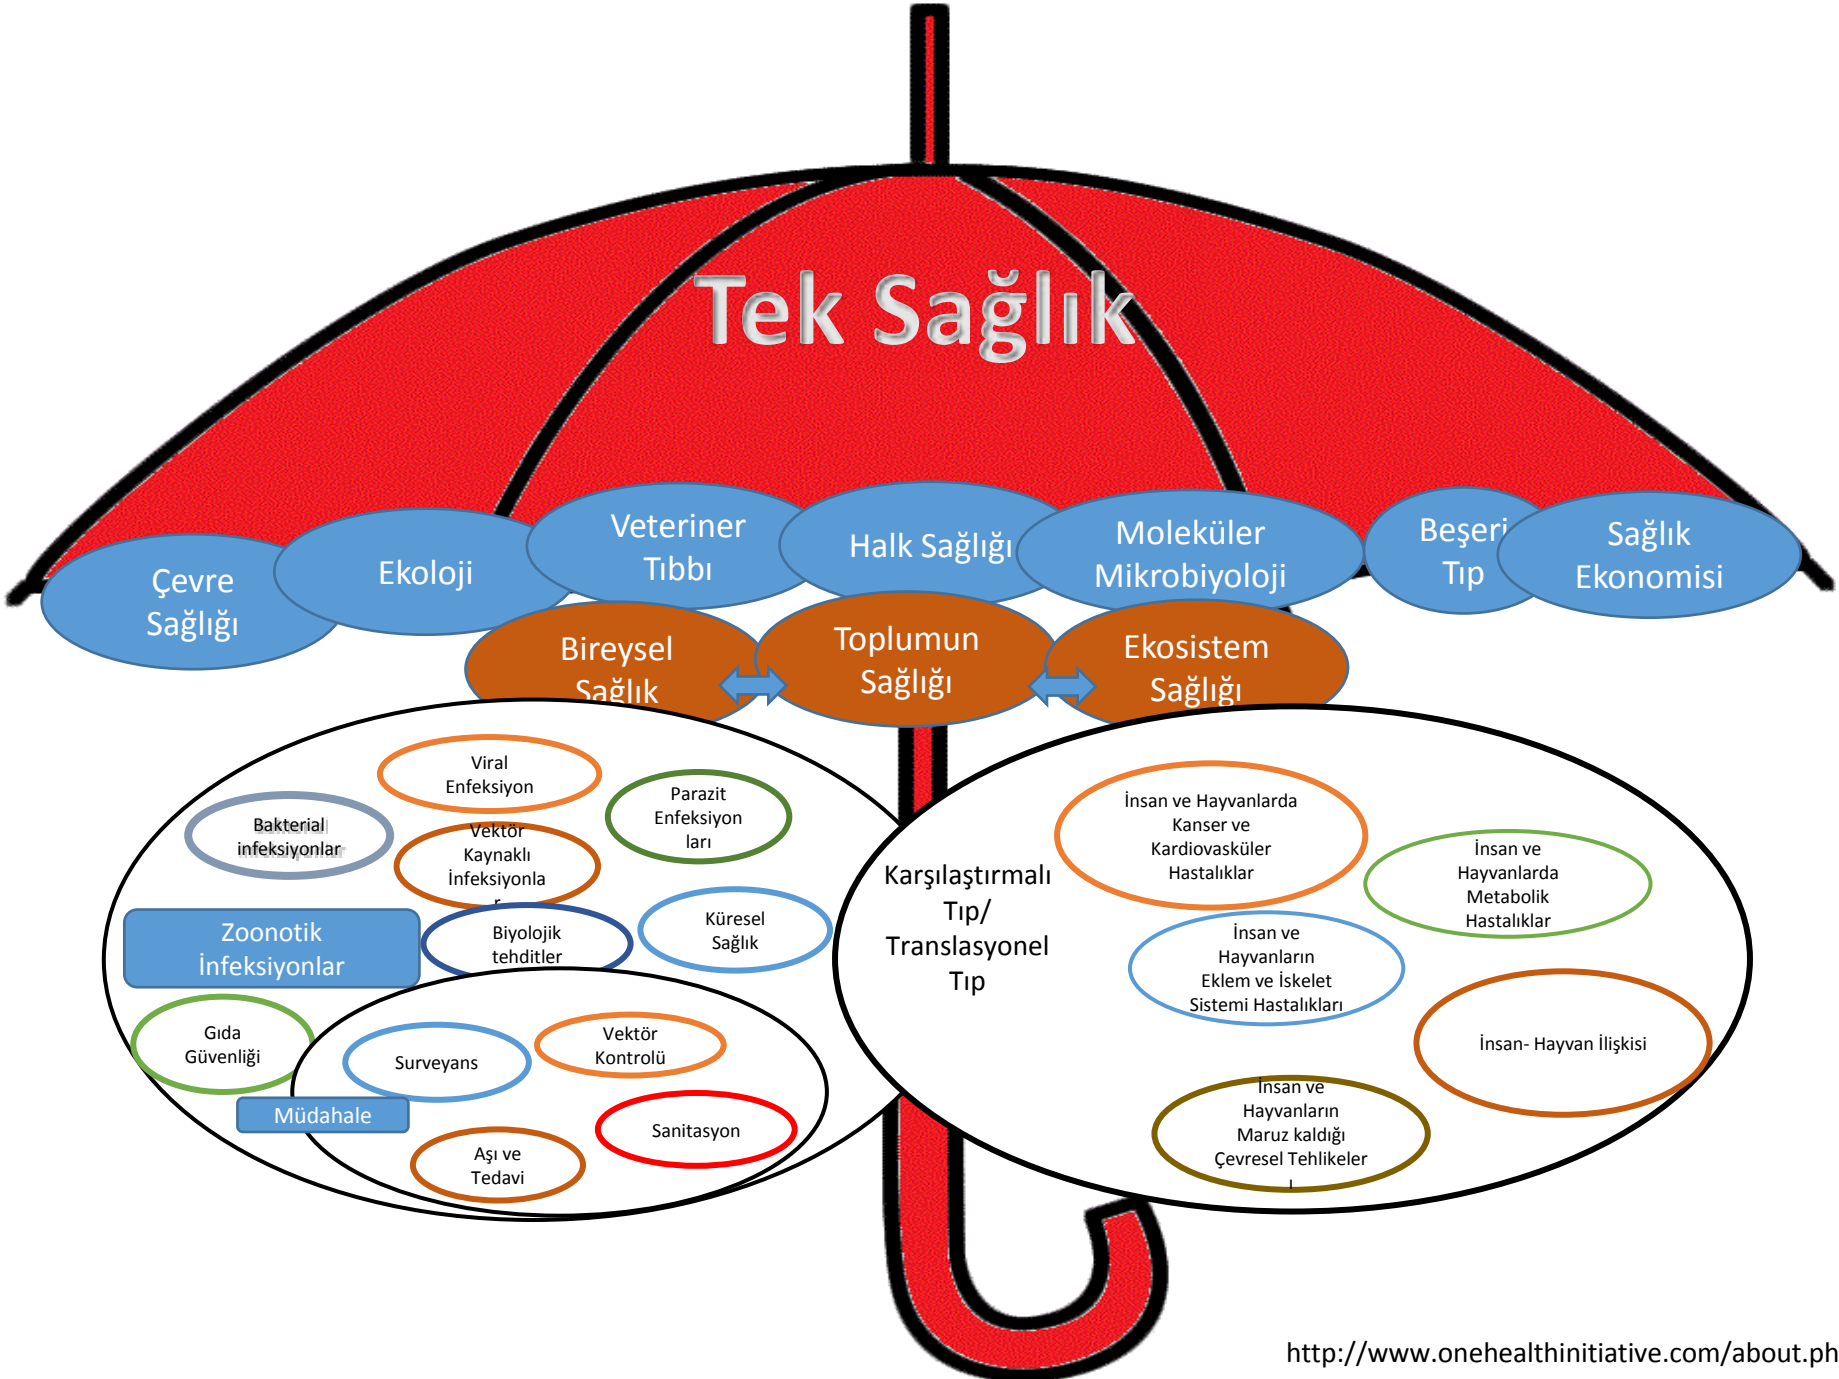 Tek Sağlık
Çevre
Sağlığı
Ekoloji
Veteriner
Tıbbı
Halk Sağlığı
Moleküler
Mikrobiyoloji
Beşeri
Tıp
Sağlık
Ekonomisi
Bireysel
Sağlık
Toplumun
Sağlığı
Ekosistem
Sağlığı
Viral
Enfeksiyon
Parazit
Enfeksiyon
ları
Bakterial
infeksiyonlar
Vektör
Kaynaklı
İnfeksiyonla
r
Zoonotik
İnfeksiyonlar
Biyolojik
tehditler
Küresel
Sağlık
Gıda
Güvenliği
Surveyans
Vektör
Kontrolü
Müdahale
Sanitasyon
Aşı ve
Tedavi
Karşılaştırmalı
Tıp/
Translasyonel
Tıp
İnsan ve Hayvanlarda
Kanser ve
Kardiovasküler
Hastalıklar
İnsan ve
Hayvanlarda
Metabolik
Hastalıklar
İnsan ve
Hayvanların
Eklem ve İskelet
Sistemi Hastalıkları
İnsan- Hayvan İlişkisi
İnsan ve
Hayvanların
Maruz kaldığı
Çevresel Tehlikeler
ı
http://www.onehealthinitiative.com/about.ph